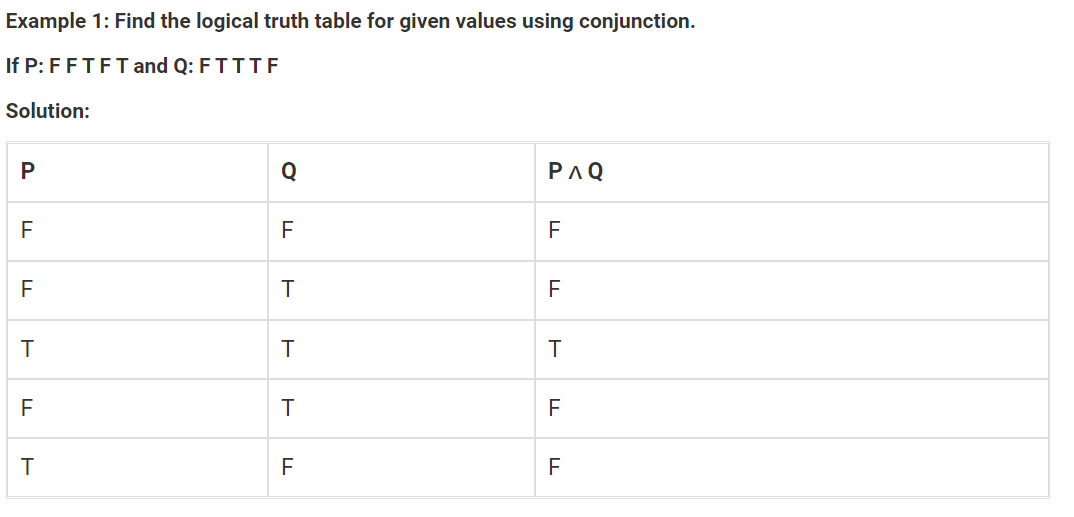 Example 1: Find the logical truth table for given values using conjunction.
If P: F F T F T and Q: F T T T F
Solution:
P Q P ∧ Q
F F F
F T F
T T T
F T F
T F F